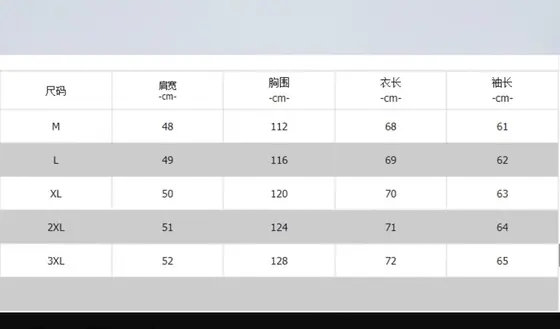 尺码 肩宽 -cm- 胸围 -cm- 衣长 -cm- 袖长 -cm-
M 48 112 68 61
L 49 116 69 62
XL 50 120 70 63
2XL 51 124 71 64
3XL 52 128 72 65